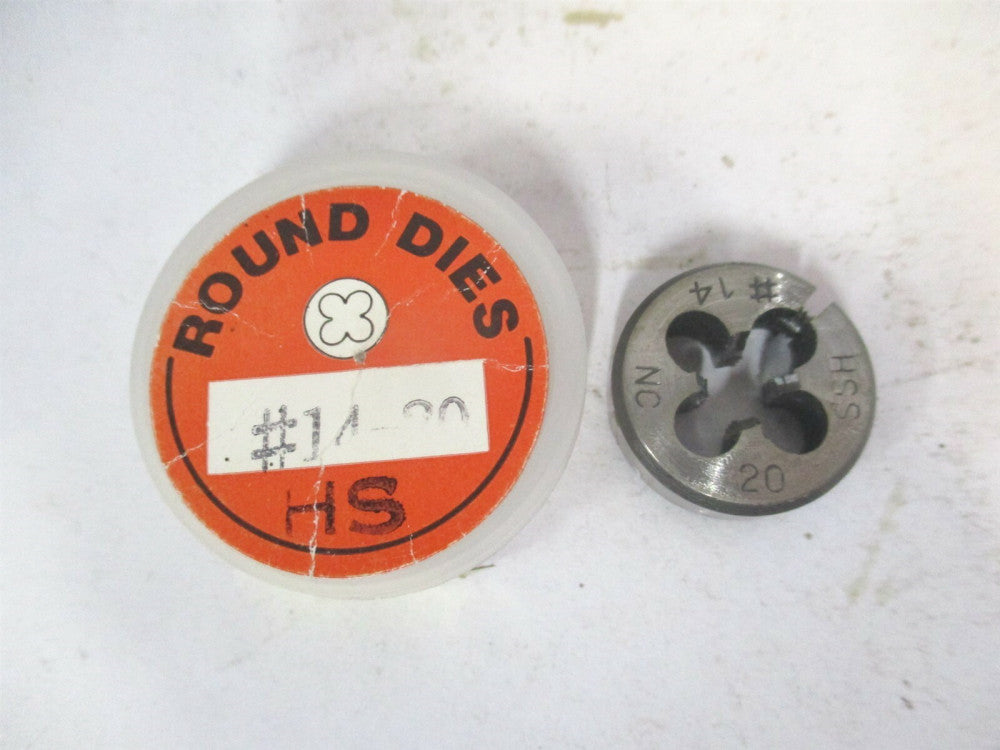 ROUND DIES
#14-20
HS
#14
NC
20
HSS